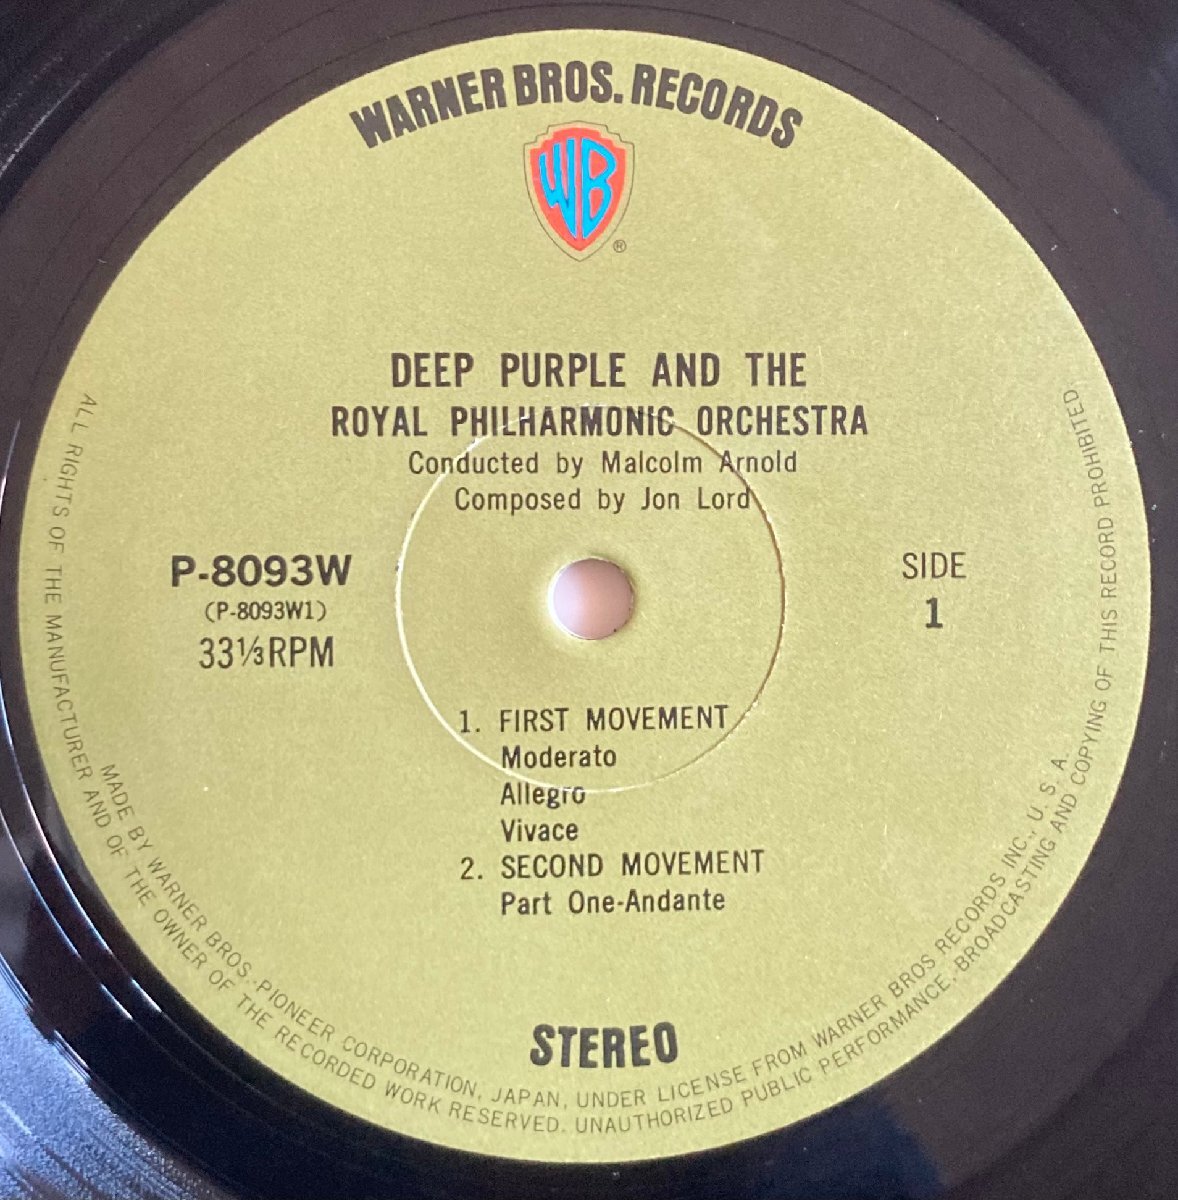 WARNER BROS. RECORDS
WB
®
DEEP PURPLE AND THE
ROYAL PHILHARMONIC ORCHESTRA
Conducted by Malcolm Arnold
Composed by Jon Lord
P-8093W
(P-8093W1)
33⅓RPM
SIDE
1
1. FIRST MOVEMENT
Moderato
Allegro
Vivace
2. SECOND MOVEMENT
Part One-Andante
STEREO
MADE BY WARNER BROS.-PIONEER CORPORATION, JAPAN, UNDER LICENSE FROM WARNER BROS RECORDS INC., U. S. A.
ALL RIGHTS OF THE MANUFACTURER AND OF THE OWNER OF THE RECORDED WORK RESERVED. UNAUTHORIZED PUBLIC PERFORMANCE, BROADCASTING AND COPYING OF THIS RECORD PROHIBITED